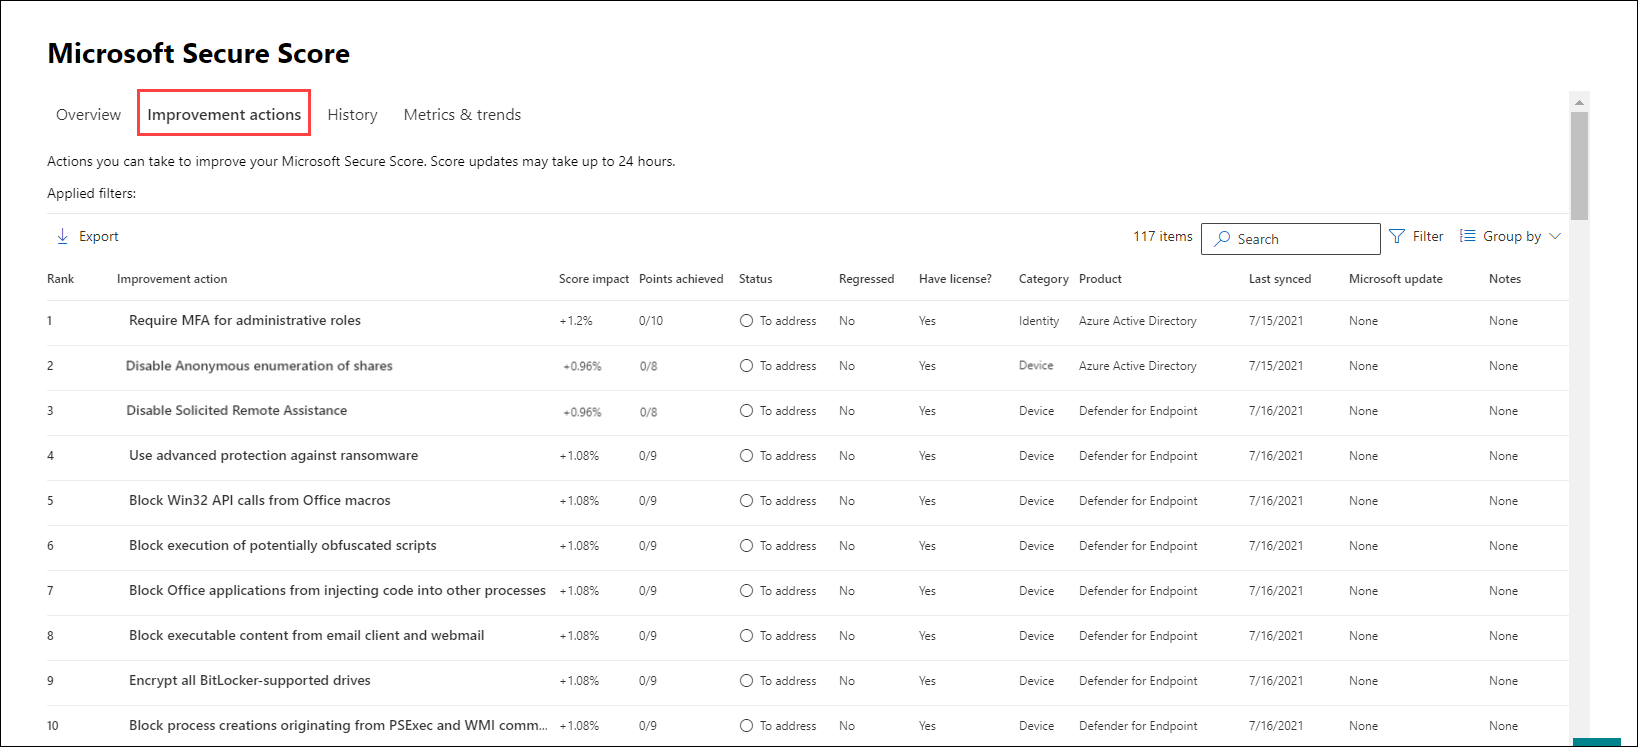 Microsoft Secure Score
Overview Improvement actions History Metrics & trends
Actions you can take to improve your Microsoft Secure Score. Score updates may take up to 24 hours.
Applied filters:
Export 117 items Search Filter Group by
Rank Improvement action Score impact Points achieved Status Regressed Have license? Category Product Last synced Microsoft update Notes
1 Require MFA for administrative roles +1.2% 0/10 To address No Yes Identity Azure Active Directory 7/15/2021 None None
2 Disable Anonymous enumeration of shares +0.96% 0/8 To address No Yes Device Azure Active Directory 7/15/2021 None None
3 Disable Solicited Remote Assistance +0.96% 0/8 To address No Yes Device Defender for Endpoint 7/16/2021 None None
4 Use advanced protection against ransomware +1.08% 0/9 To address No Yes Device Defender for Endpoint 7/16/2021 None None
5 Block Win32 API calls from Office macros +1.08% 0/9 To address No Yes Device Defender for Endpoint 7/16/2021 None None
6 Block execution of potentially obfuscated scripts +1.08% 0/9 To address No Yes Device Defender for Endpoint 7/16/2021 None None
7 Block Office applications from injecting code into other processes +1.08% 0/9 To address No Yes Device Defender for Endpoint 7/16/2021 None None
8 Block executable content from email client and webmail +1.08% 0/9 To address No Yes Device Defender for Endpoint 7/16/2021 None None
9 Encrypt all BitLocker-supported drives +1.08% 0/9 To address No Yes Device Defender for Endpoint 7/16/2021 None None
10 Block process creations originating from PSExec and WMI comm... +1.08% 0/9 To address No Yes Device Defender for Endpoint 7/16/2021 None None